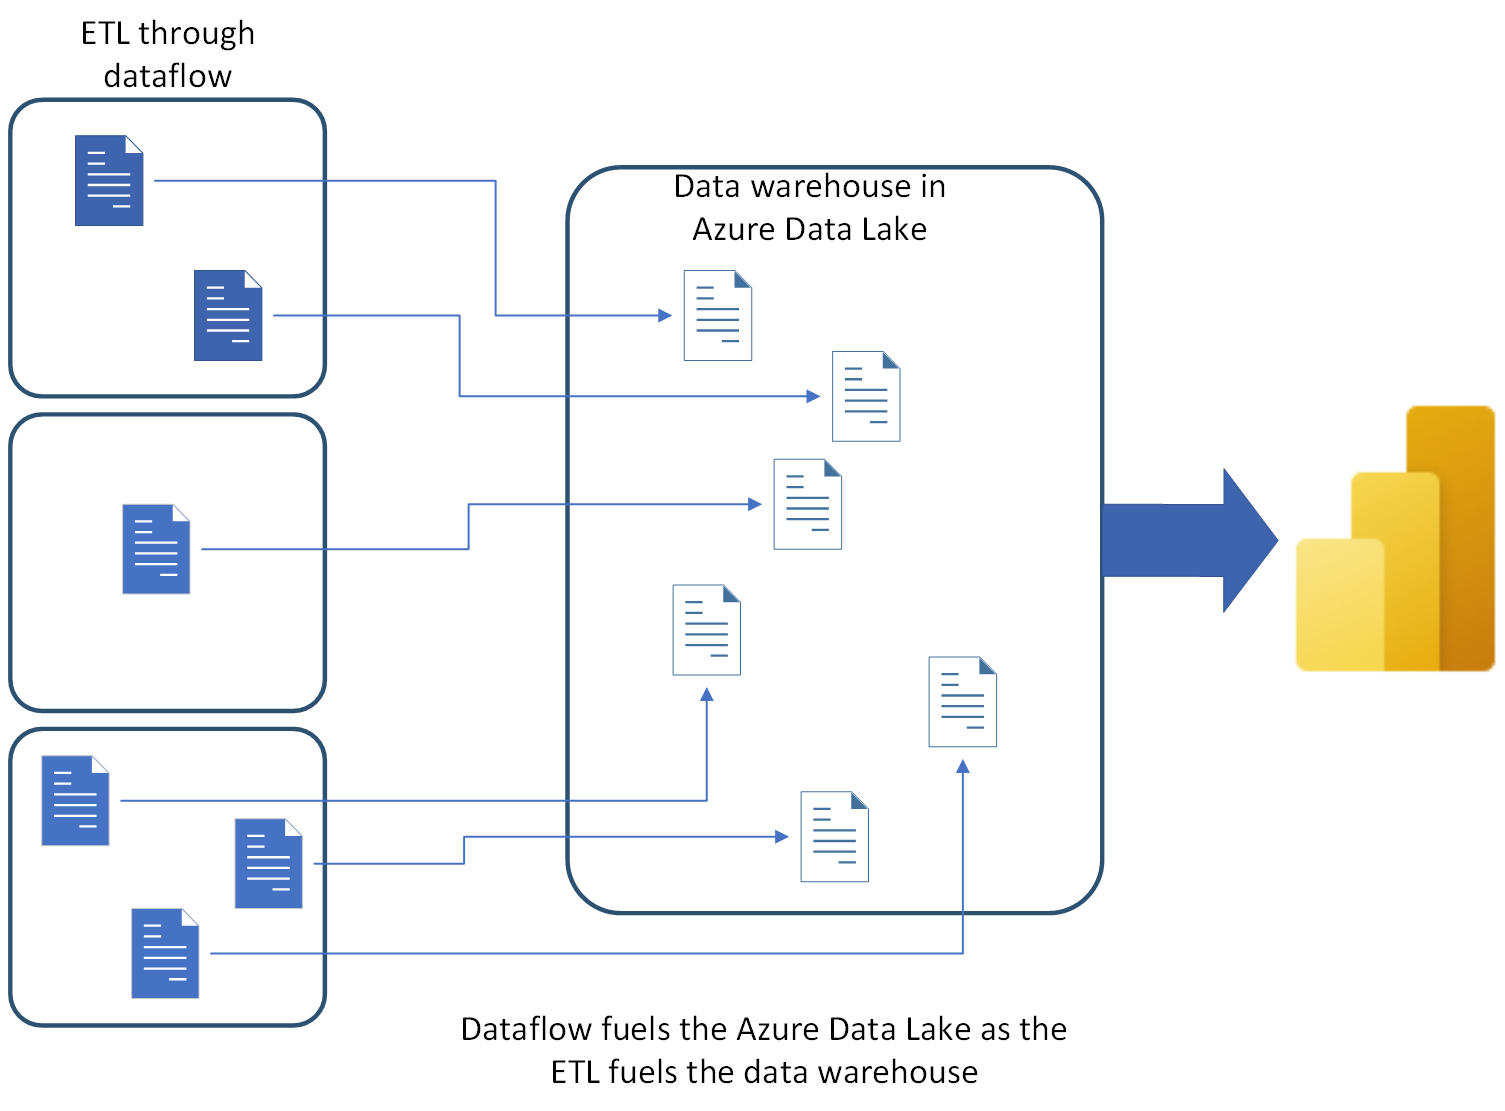 ETL through
dataflow
Data warehouse in
Azure Data Lake
Dataflow fuels the Azure Data Lake as the
ETL fuels the data warehouse